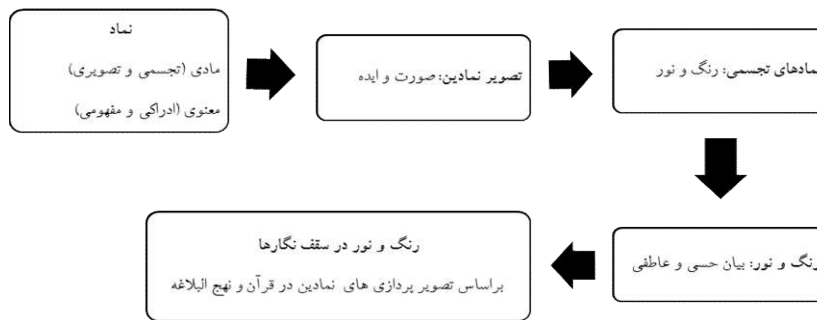 نماد
مادی (تجسمی و تصویری)
معنوی (ادراکی و مفهومی)
تصویر نمادین: صورت و ایده
نمادهای تجسمی: رنگ و نور
رنگ و نور: بیان حسی و عاطفی
رنگ و نور در سقف نگارها
براساس تصویر پردازی های نمادین در قرآن و نهج البلاغه